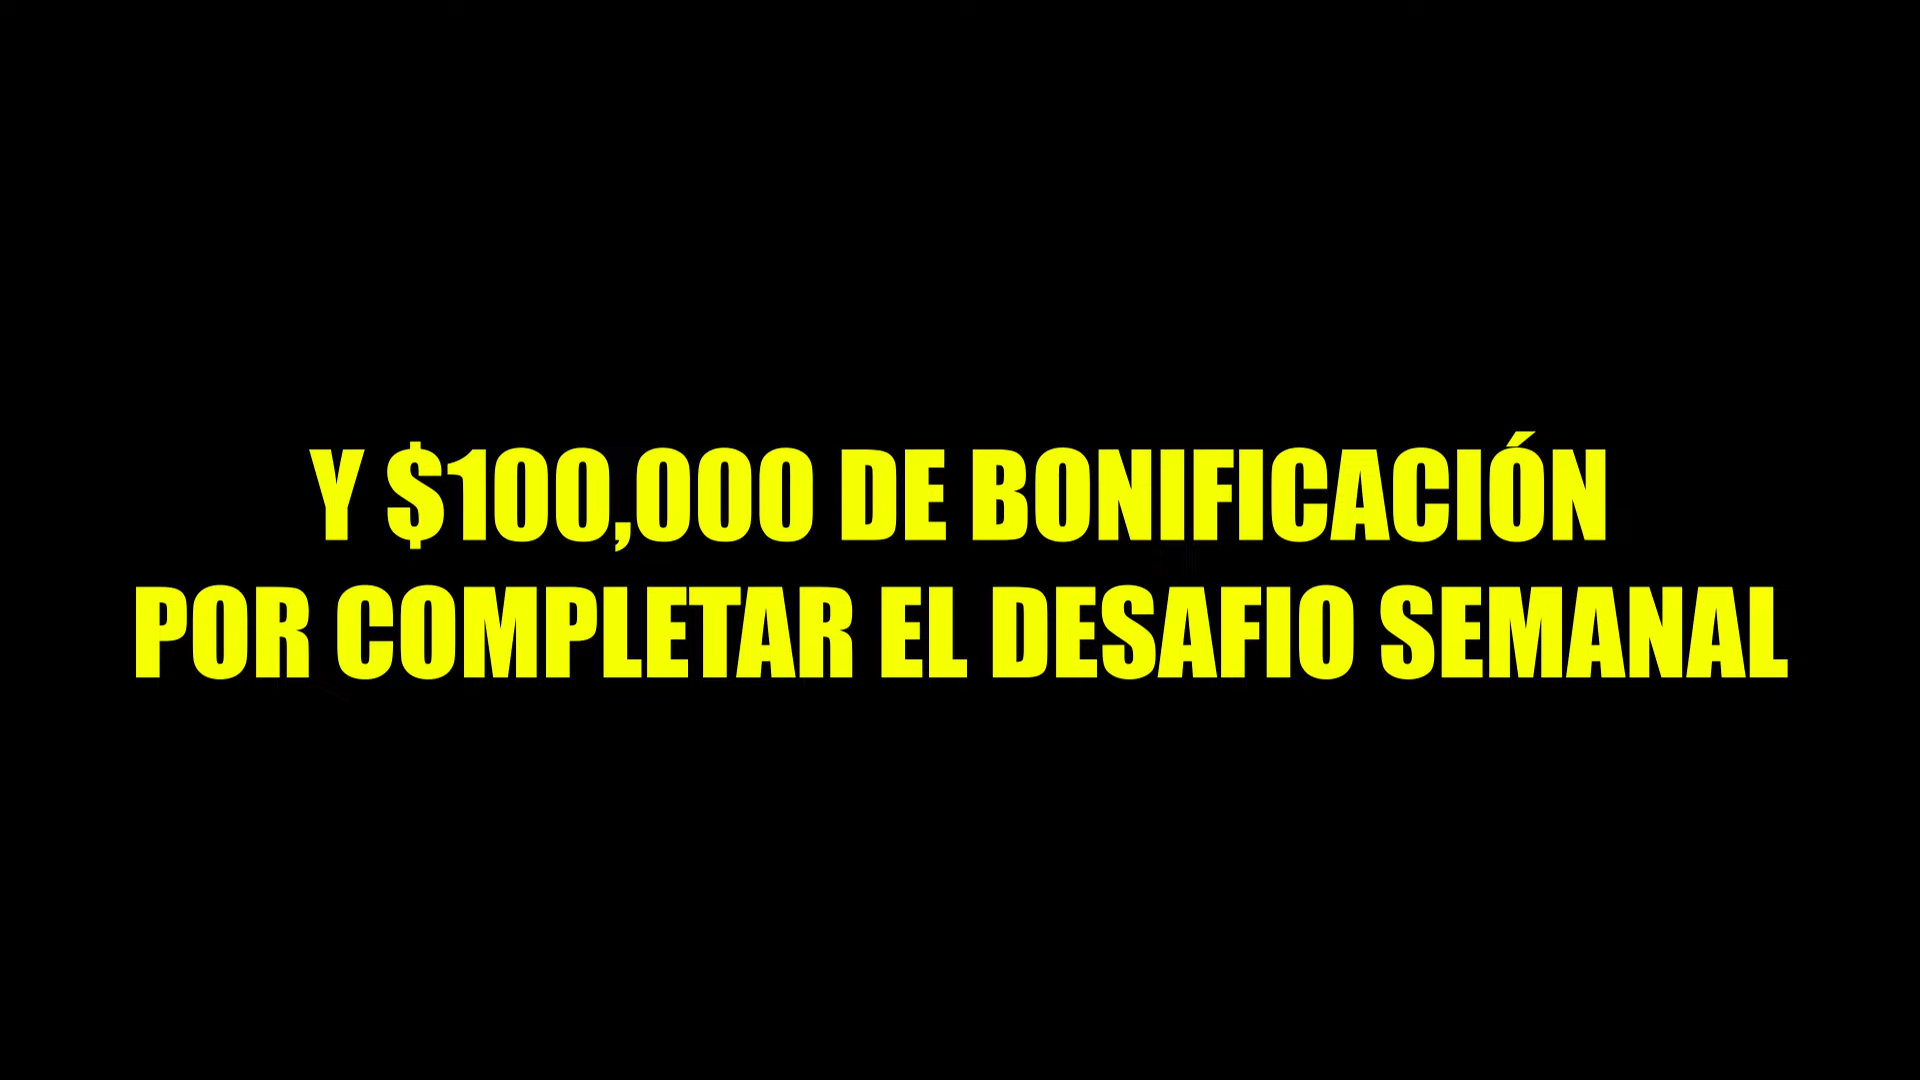 Y $100,000 DE BONIFICACIÓN
POR COMPLETAR EL DESAFIO SEMANAL